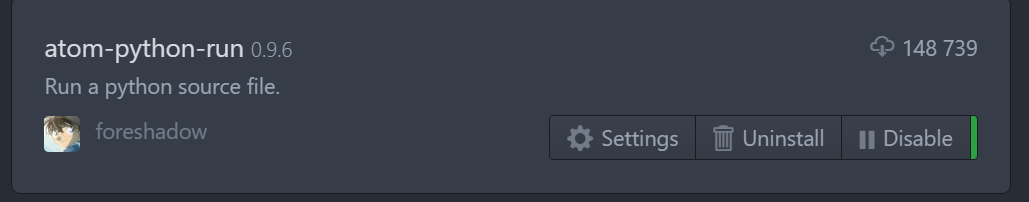 atom-python-run 0.9.6
148 739
Run a python source file.
foreshadow
Settings
Uninstall
Disable